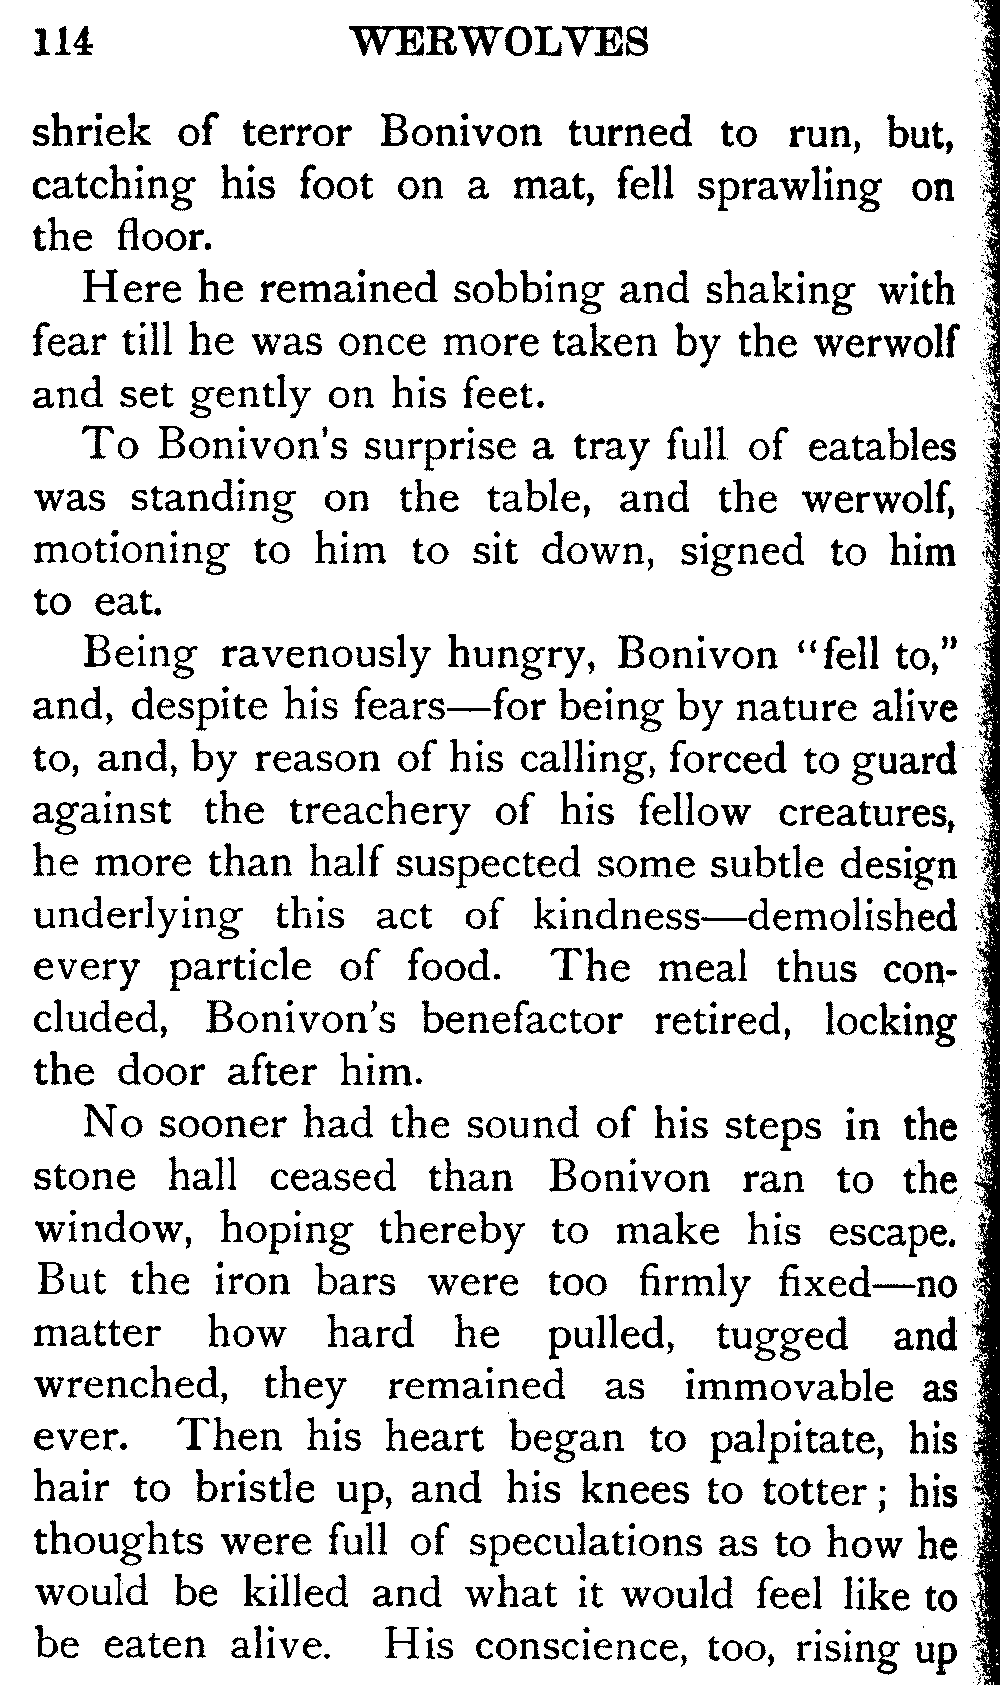 114 WERWOLVES
shriek of terror Bonivon turned to run, but,
catching his foot on a mat, fell sprawling on
the floor.
Here he remained sobbing and shaking with
fear till he was once more taken by the werwolf
and set gently on his feet.
To Bonivon's surprise a tray full of eatables
was standing on the table, and the werwolf,
motioning to him to sit down, signed to him
to eat.
Being ravenously hungry, Bonivon "fell to,"
and, despite his fears—for being by nature alive
to, and, by reason of his calling, forced to guard
against the treachery of his fellow creatures,
he more than half suspected some subtle design
underlying this act of kindness—demolished
every particle of food. The meal thus con-
cluded, Bonivon's benefactor retired, locking
the door after him.
No sooner had the sound of his steps in the
stone hall ceased than Bonivon ran to the
window, hoping thereby to make his escape.
But the iron bars were too firmly fixed—no
matter how hard he pulled, tugged and
wrenched, they remained as immovable as
ever. Then his heart began to palpitate, his
hair to bristle up, and his knees to totter; his
thoughts were full of speculations as to how he
would be killed and what it would feel like to
be eaten alive. His conscience, too, rising up